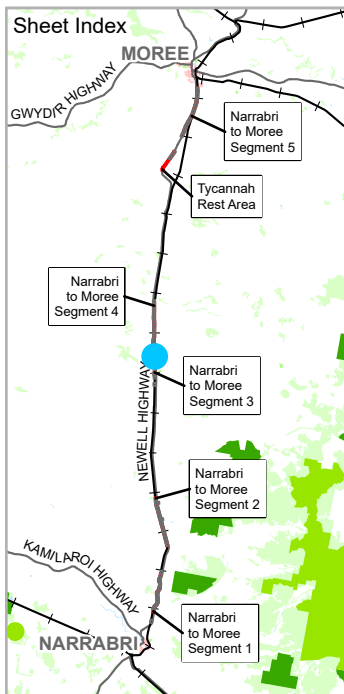 Sheet Index
MOREE
GWYDIR HIGHWAY
Narrabri
to Moree
Segment 5
Tycannah
Rest Area
Narrabri
to Moree
Segment 4
Narrabri
to Moree
Segment 3
NEWELL HIGHWAY
Narrabri
to Moree
Segment 2
KAMILAROI HIGHWAY
Narrabri
to Moree
Segment 1
NARRABRI